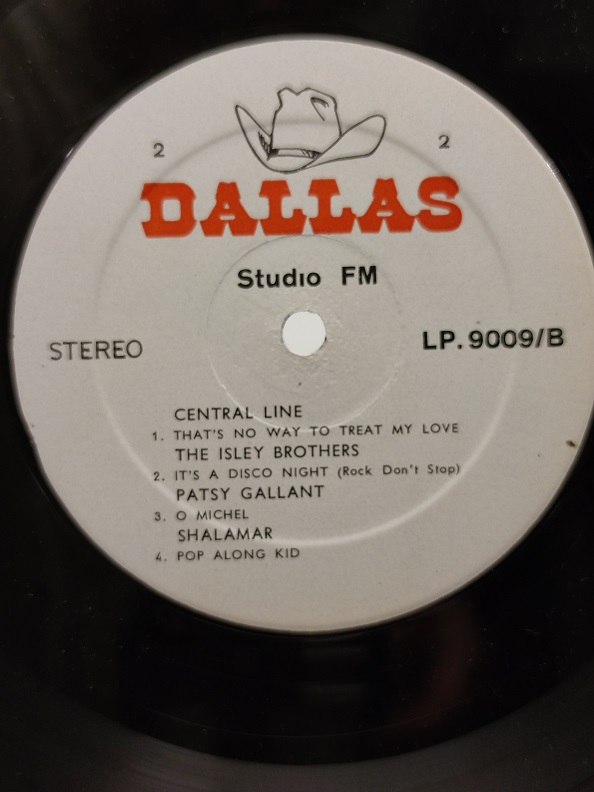 2 2
DALLAS
Studio FM
STEREO LP. 9009/B
CENTRAL LINE
1. THAT'S NO WAY TO TREAT MY LOVE
THE ISLEY BROTHERS
2. IT'S A DISCO NIGHT (Rock Don't Stop)
PATSY GALLANT
3. O MICHEL
SHALAMAR
4. POP ALONG KID